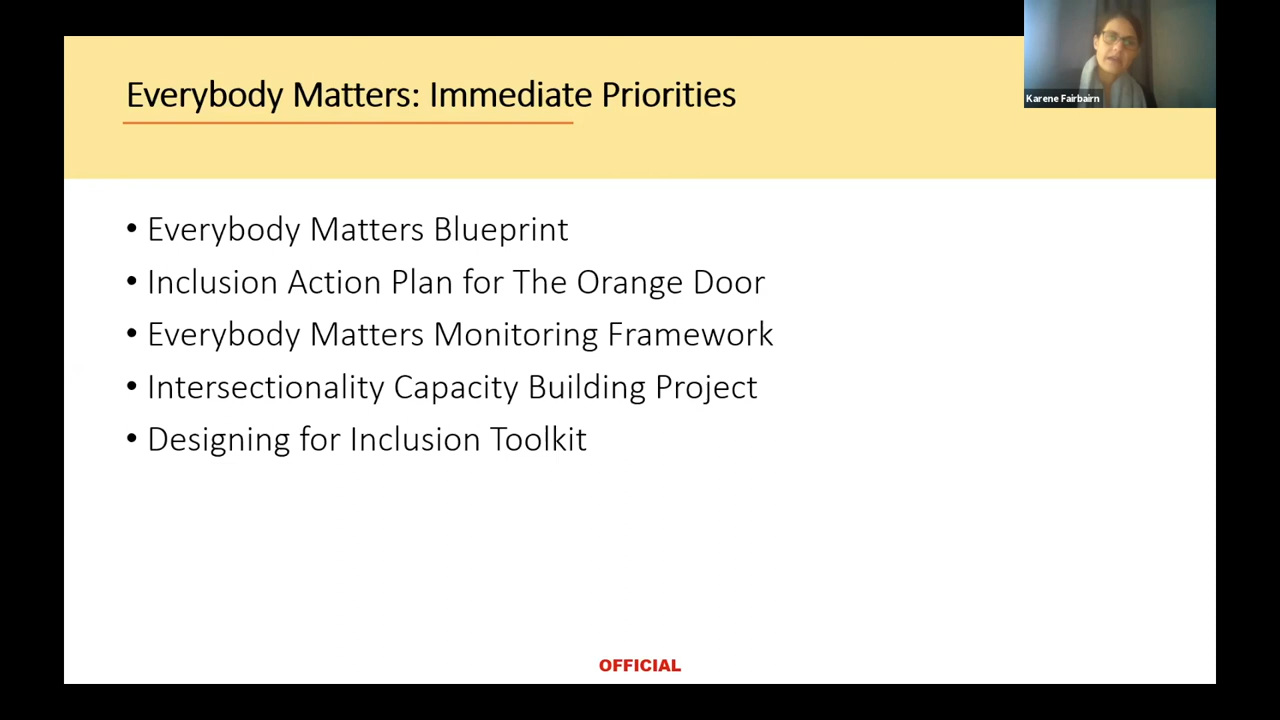 Everybody Matters: Immediate Priorities
Karene Fairbairn
• Everybody Matters Blueprint
• Inclusion Action Plan for The Orange Door
• Everybody Matters Monitoring Framework
• Intersectionality Capacity Building Project
• Designing for Inclusion Toolkit
OFFICIAL